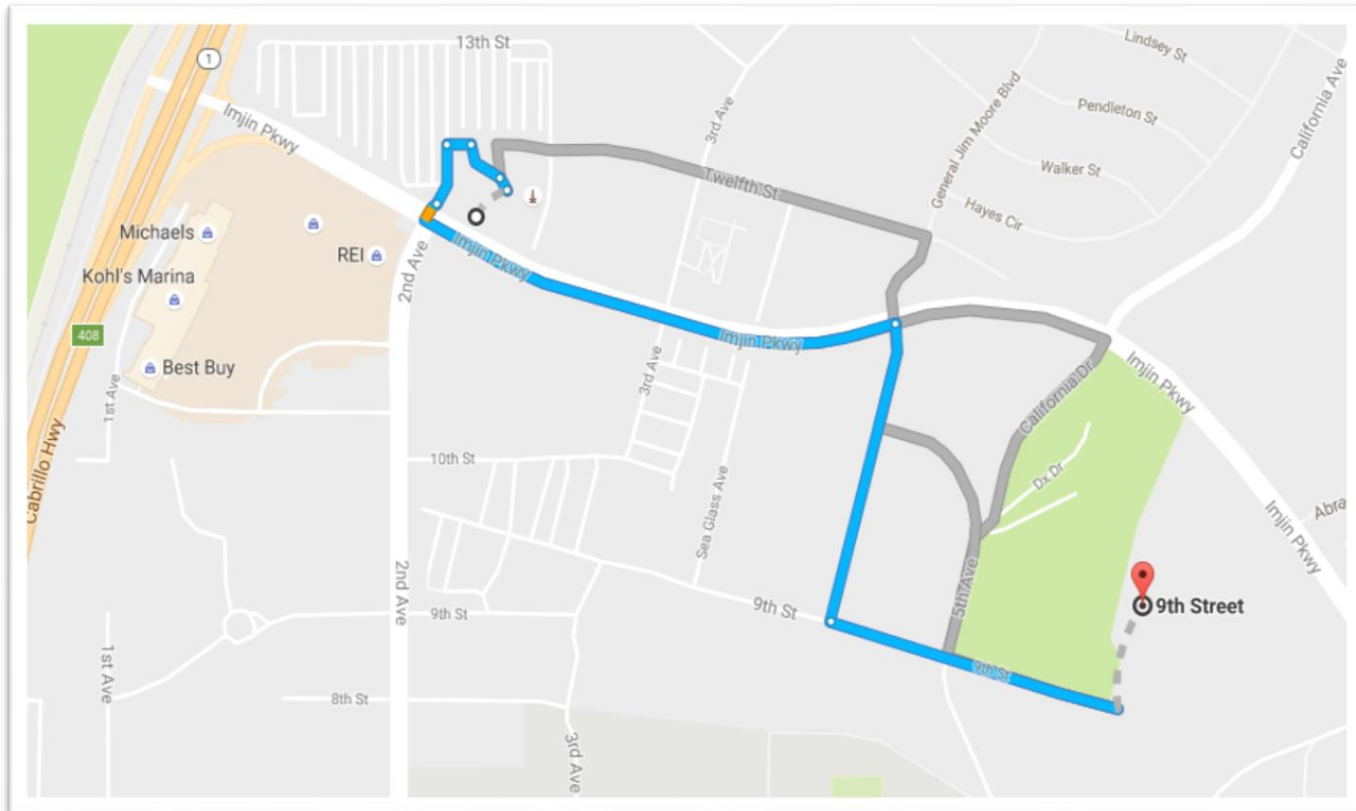 13th St
Lindsey St
1
Imjin Pkwy
3rd Ave
General Jim Moore Blvd
Pendleton St
California Ave
Walker St
Twelfth St
Hayes Cir
Michaels
REI
2nd Ave
Imjin Pkwy
Kohl's Marina
408
Imjin Pkwy
Best Buy
1st Ave
3rd Ave
California Dr
Imjin Pkwy
Cabrillo Hwy
10th St
Sea Glass Ave
Dx Dr
Abra
Imjin Pkwy
2nd Ave
9th St
9th St
5th Ave
9th Street
1st Ave
8th St
9th St
3rd Ave